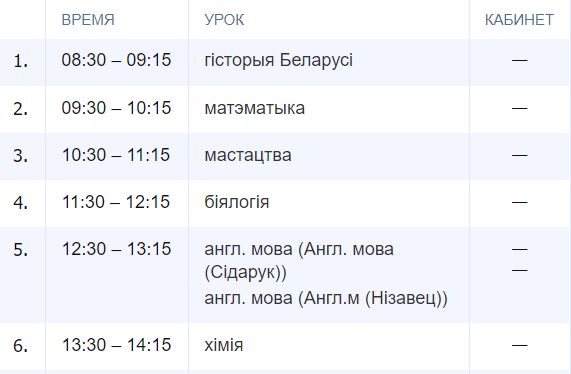 ВРЕМЯ УРОК КАБИНЕТ
1. 08:30 – 09:15 гісторыя Беларусі —
2. 09:30 – 10:15 матэматыка —
3. 10:30 – 11:15 мастацтва —
4. 11:30 – 12:15 біялогія —
5. 12:30 – 13:15 англ. мова (Англ. мова —
(Сідарук)) —
англ. мова (Англ.м (Нізавец))
6. 13:30 – 14:15 хімія —